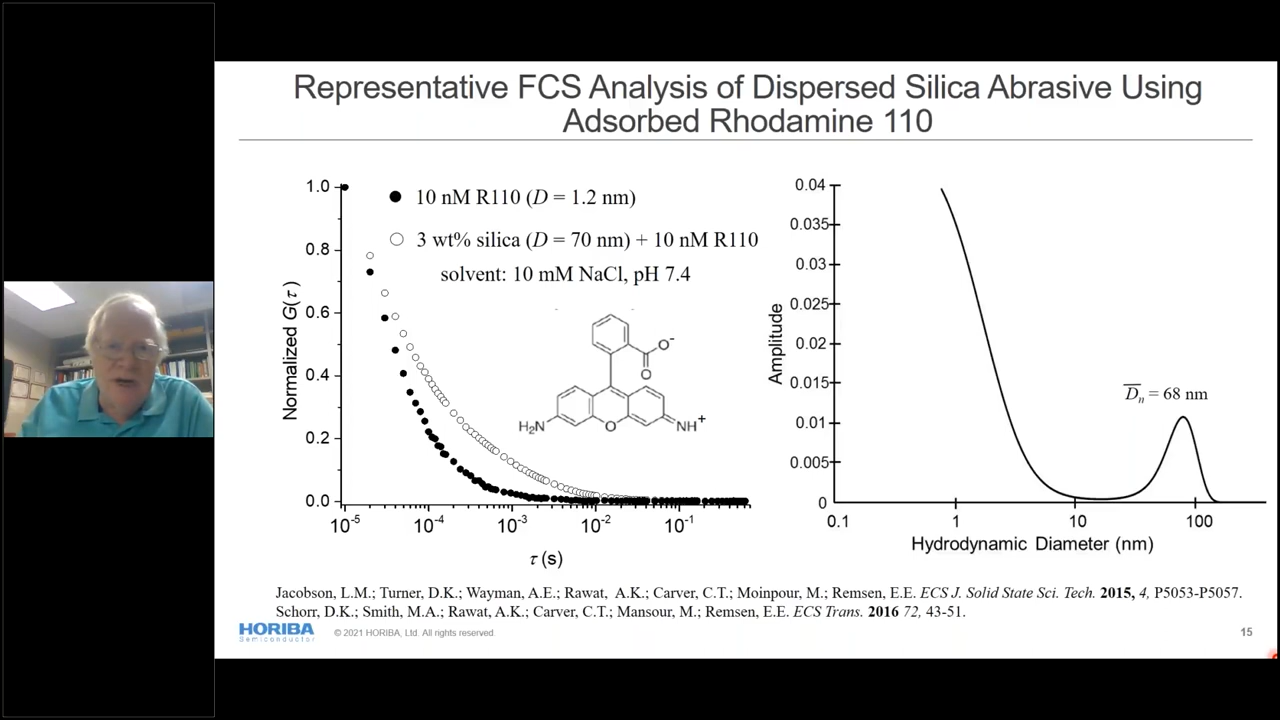 Representative FCS Analysis of Dispersed Silica Abrasive Using
Adsorbed Rhodamine 110
1.0
0.8
0.6
0.4
0.2
0.0
Normalized G(τ)
10⁻⁵
10⁻⁴
10⁻³
10⁻²
10⁻¹
τ (s)
10 nM R110 (D = 1.2 nm)
3 wt% silica (D = 70 nm) + 10 nM R110
solvent: 10 mM NaCl, pH 7.4
O⁻
O
H₂N
O
NH⁺
0.04
0.035
0.03
0.025
0.02
0.015
0.01
0.005
0
Amplitude
D̅ₙ = 68 nm
0.1
1
10
100
Hydrodynamic Diameter (nm)
Jacobson, L.M.; Turner, D.K.; Wayman, A.E.; Rawat, A.K.; Carver, C.T.; Moinpour, M.; Remsen, E.E. ECS J. Solid State Sci. Tech. 2015, 4, P5053-P5057.
Schorr, D.K.; Smith, M.A.; Rawat, A.K.; Carver, C.T.; Mansour, M.; Remsen, E.E. ECS Trans. 2016 72, 43-51.
HORIBA
Semiconductor
© 2021 HORIBA, Ltd. All rights reserved.
15